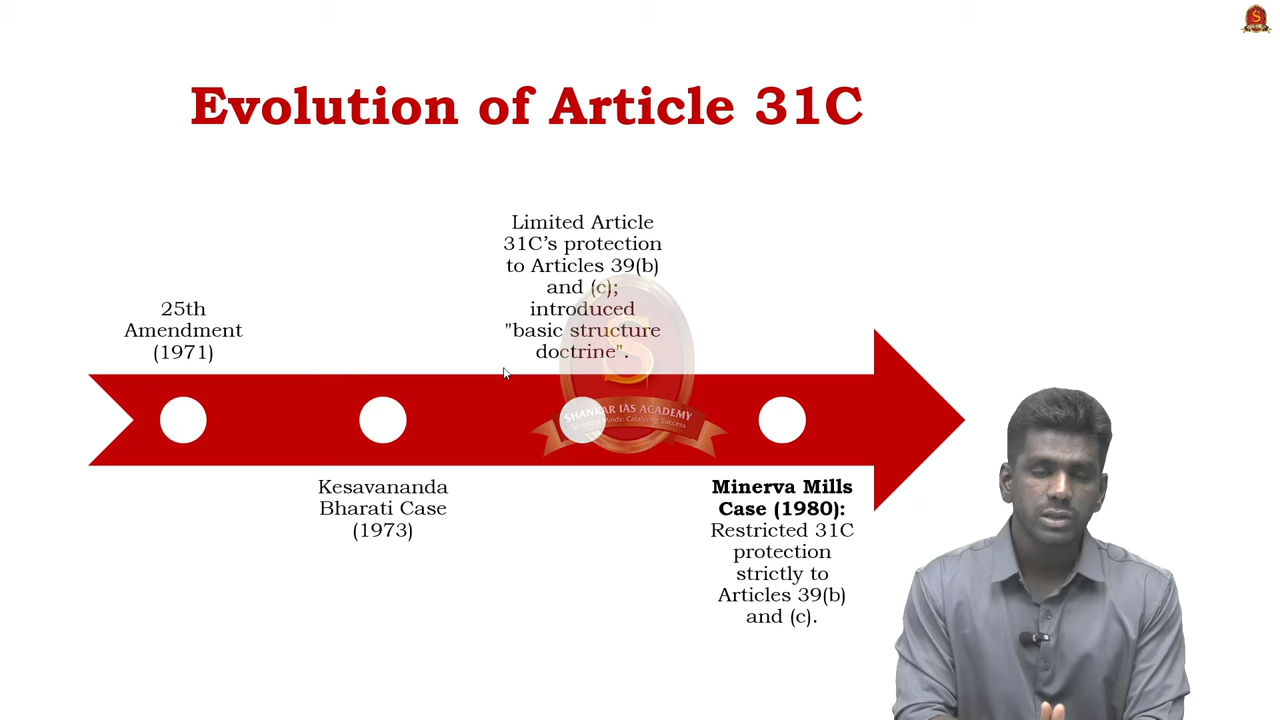 Evolution of Article 31C
25th
Amendment
(1971)
Kesavananda
Bharati Case
(1973)
Limited Article
31C’s protection
to Articles 39(b)
and (c);
introduced
"basic structure
doctrine".
Minerva Mills
Case (1980):
Restricted 31C
protection
strictly to
Articles 39(b)
and (c).
S
SHANKAR IAS ACADEMY
S